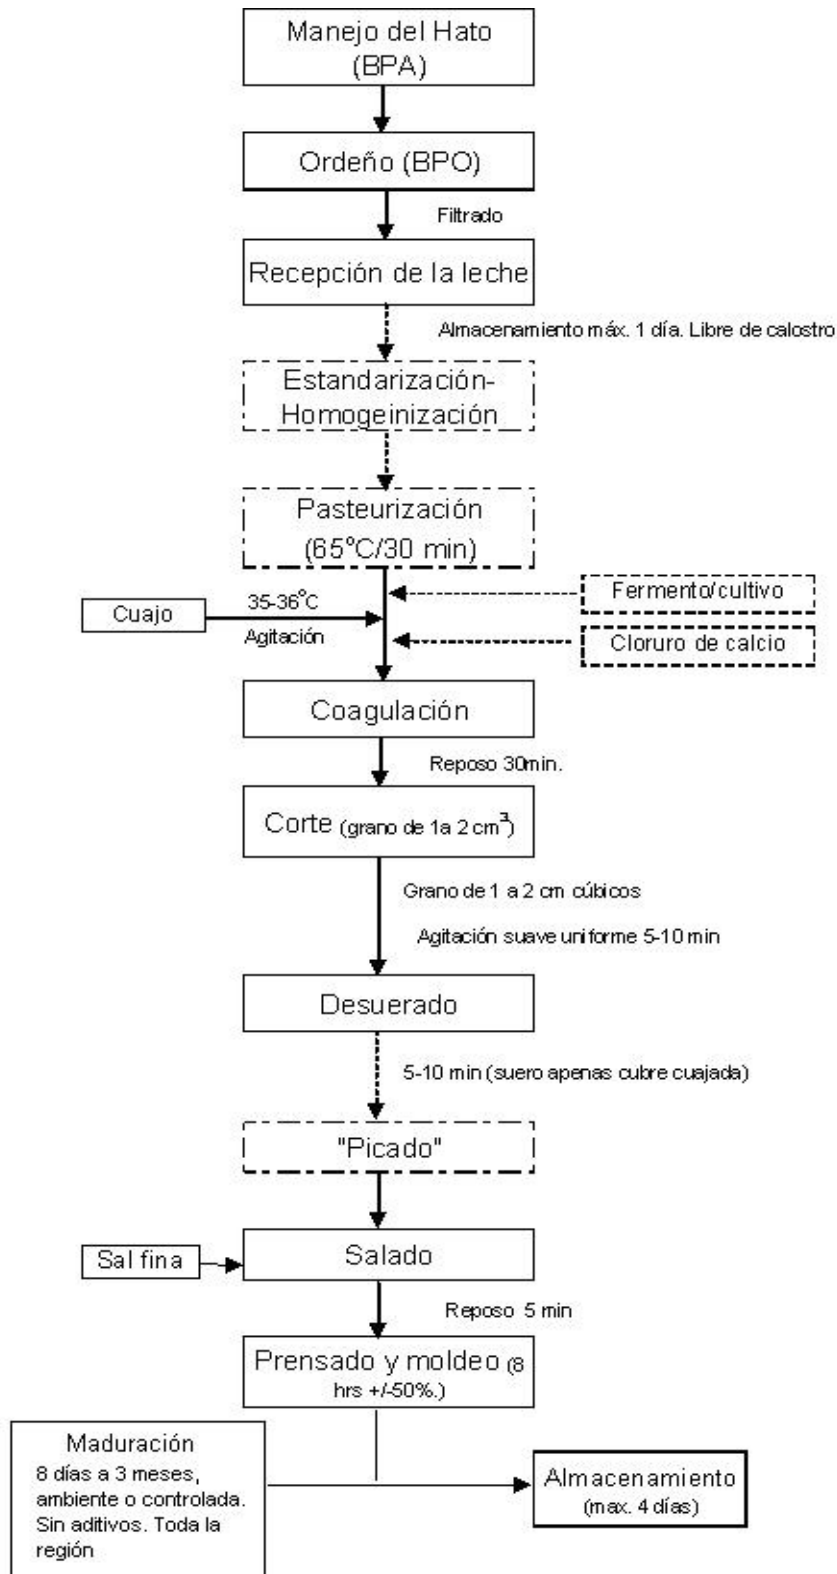 Manejo del Hato
(BPA)
Ordeño (BPO)
Filtrado
Recepción de la leche
Almacenamiento máx. 1 día. Libre de calostro
Estandarización-
Homogeinización
Pasteurización
(65°C/30 min)
Fermento/cultivo
Cuajo
35-36°C
Agitación
Cloruro de calcio
Coagulación
Reposo 30min.
Corte (grano de 1a 2 cm³)
Grano de 1 a 2 cm cúbicos
Agitación suave uniforme 5-10 min
Desuerado
5-10 min (suero apenas cubre cuajada)
"Picado"
Sal fina
Salado
Reposo 5 min
Prensado y moldeo (8
hrs +/-50%.)
Maduración
8 días a 3 meses,
ambiente o controlada.
Sin aditivos. Toda la
región
Almacenamiento
(max. 4 días)